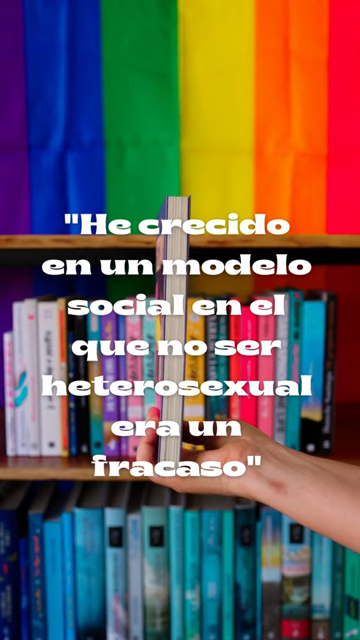 "He crecido
en un modelo
social en el
que no ser
heterosexual
era un
fracaso"